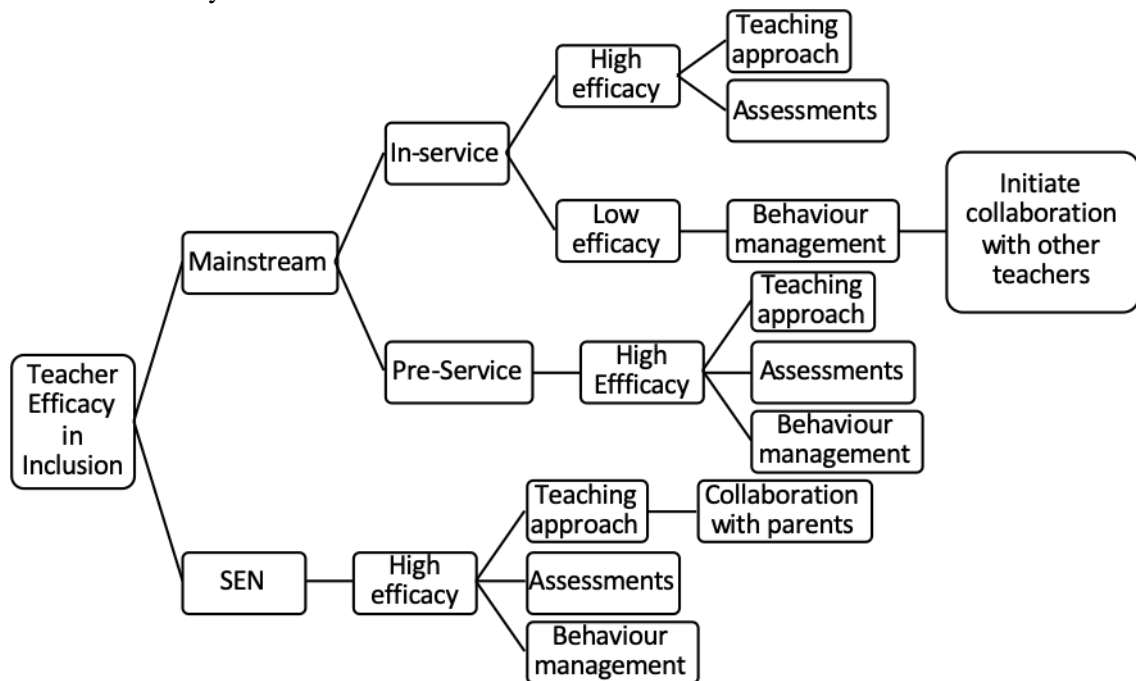 Teaching
approach
High
efficacy
Assessments
In-service
Initiate
collaboration
with other
teachers
Low
efficacy
Behaviour
management
Mainstream
Teaching
approach
Pre-Service
High
Effficacy
Assessments
Teacher
Efficacy
in
Inclusion
Behaviour
management
Teaching
approach
Collaboration
with parents
SEN
High
efficacy
Assessments
Behaviour
management